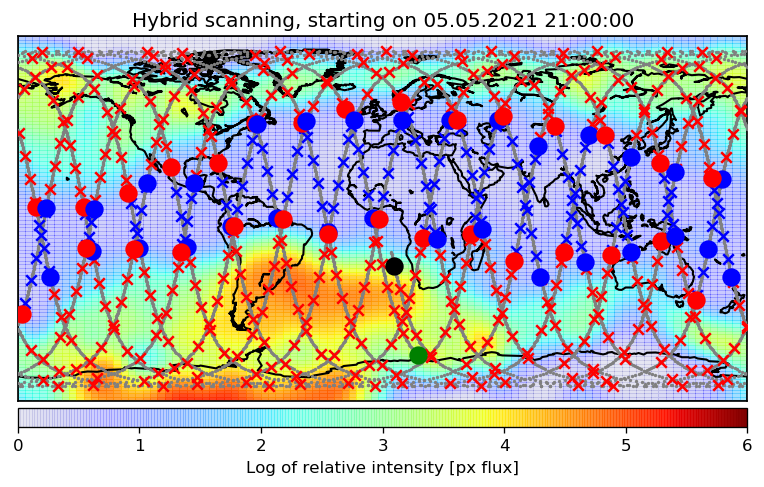 Hybrid scanning, starting on 05.05.2021 21:00:00
0 1 2 3 4 5 6
Log of relative intensity [px flux]